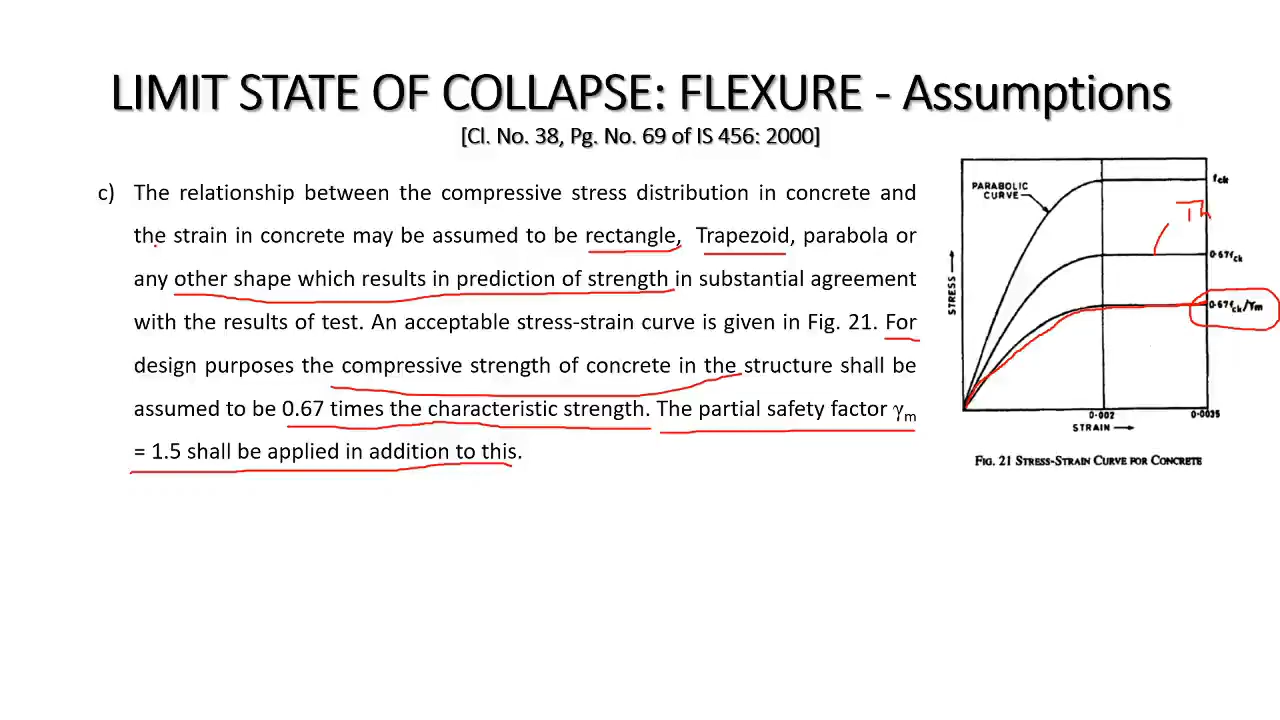 LIMIT STATE OF COLLAPSE: FLEXURE - Assumptions
[Cl. No. 38, Pg. No. 69 of IS 456: 2000]
c) The relationship between the compressive stress distribution in concrete and
the strain in concrete may be assumed to be rectangle, Trapezoid, parabola or
any other shape which results in prediction of strength in substantial agreement
with the results of test. An acceptable stress-strain curve is given in Fig. 21. For
design purposes the compressive strength of concrete in the structure shall be
assumed to be 0.67 times the characteristic strength. The partial safety factor γm
= 1.5 shall be applied in addition to this.
PARABOLIC
CURVE
fck
Th
0.67fck
0.67fck/γm
STRESS
0.002
0.0035
STRAIN
FIG. 21 STRESS-STRAIN CURVE FOR CONCRETE